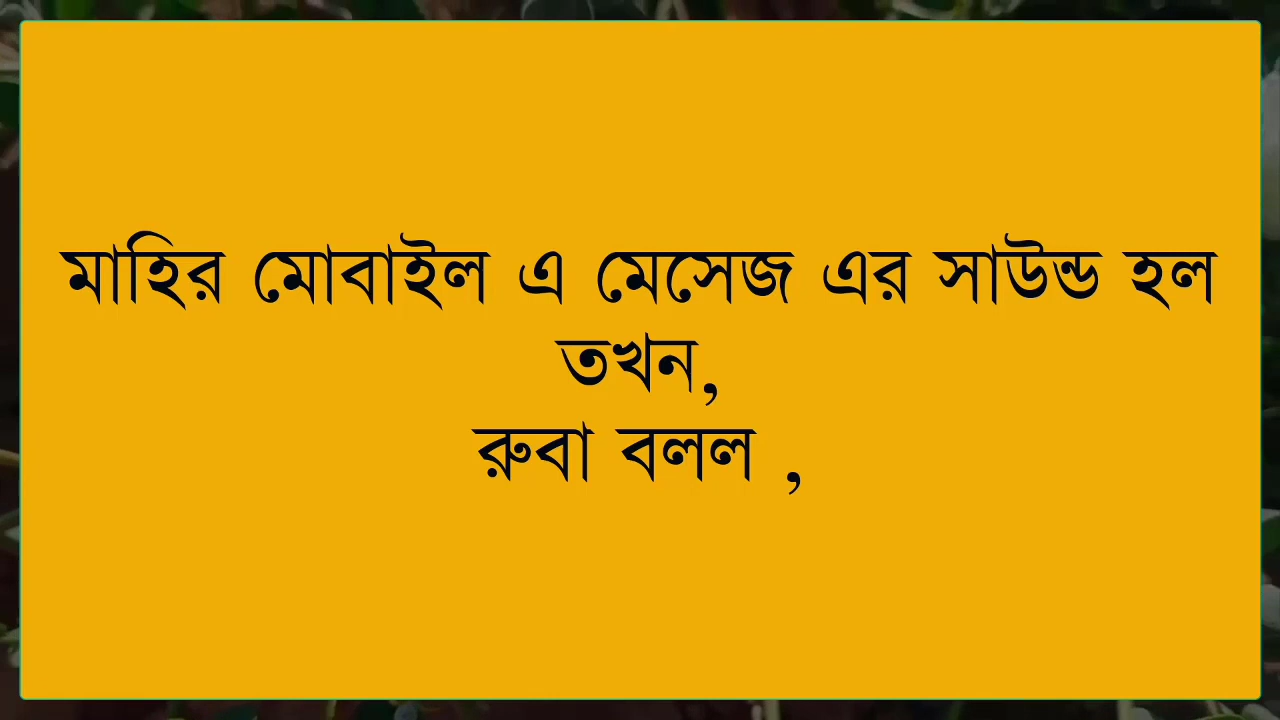 মাহির মোবাইল এ মেসেজ এর সাউন্ড হল
তখন,
রুবা বলল ,